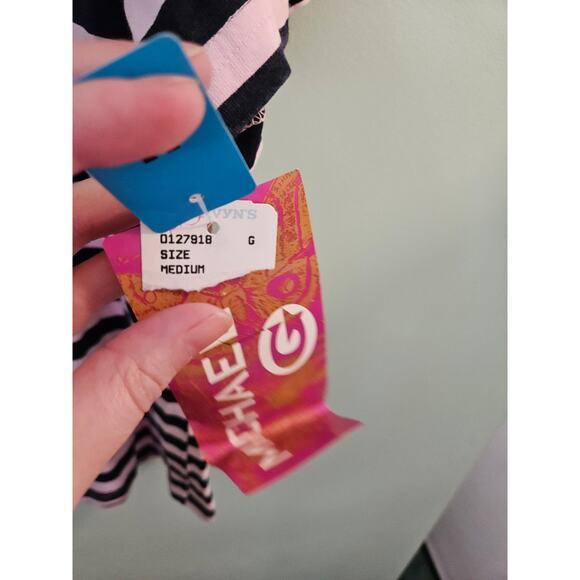 VYN'S
0127918 G
SIZE
MEDIUM
MICHAEL
G